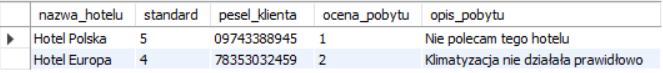 nazwa_hotelu standard pesel_klienta ocena_pobytu opis_pobytu
Hotel Polska 5 09743388945 1 Nie polecam tego hotelu
Hotel Europa 4 78353032459 2 Klimatyzacja nie działała prawidłowo